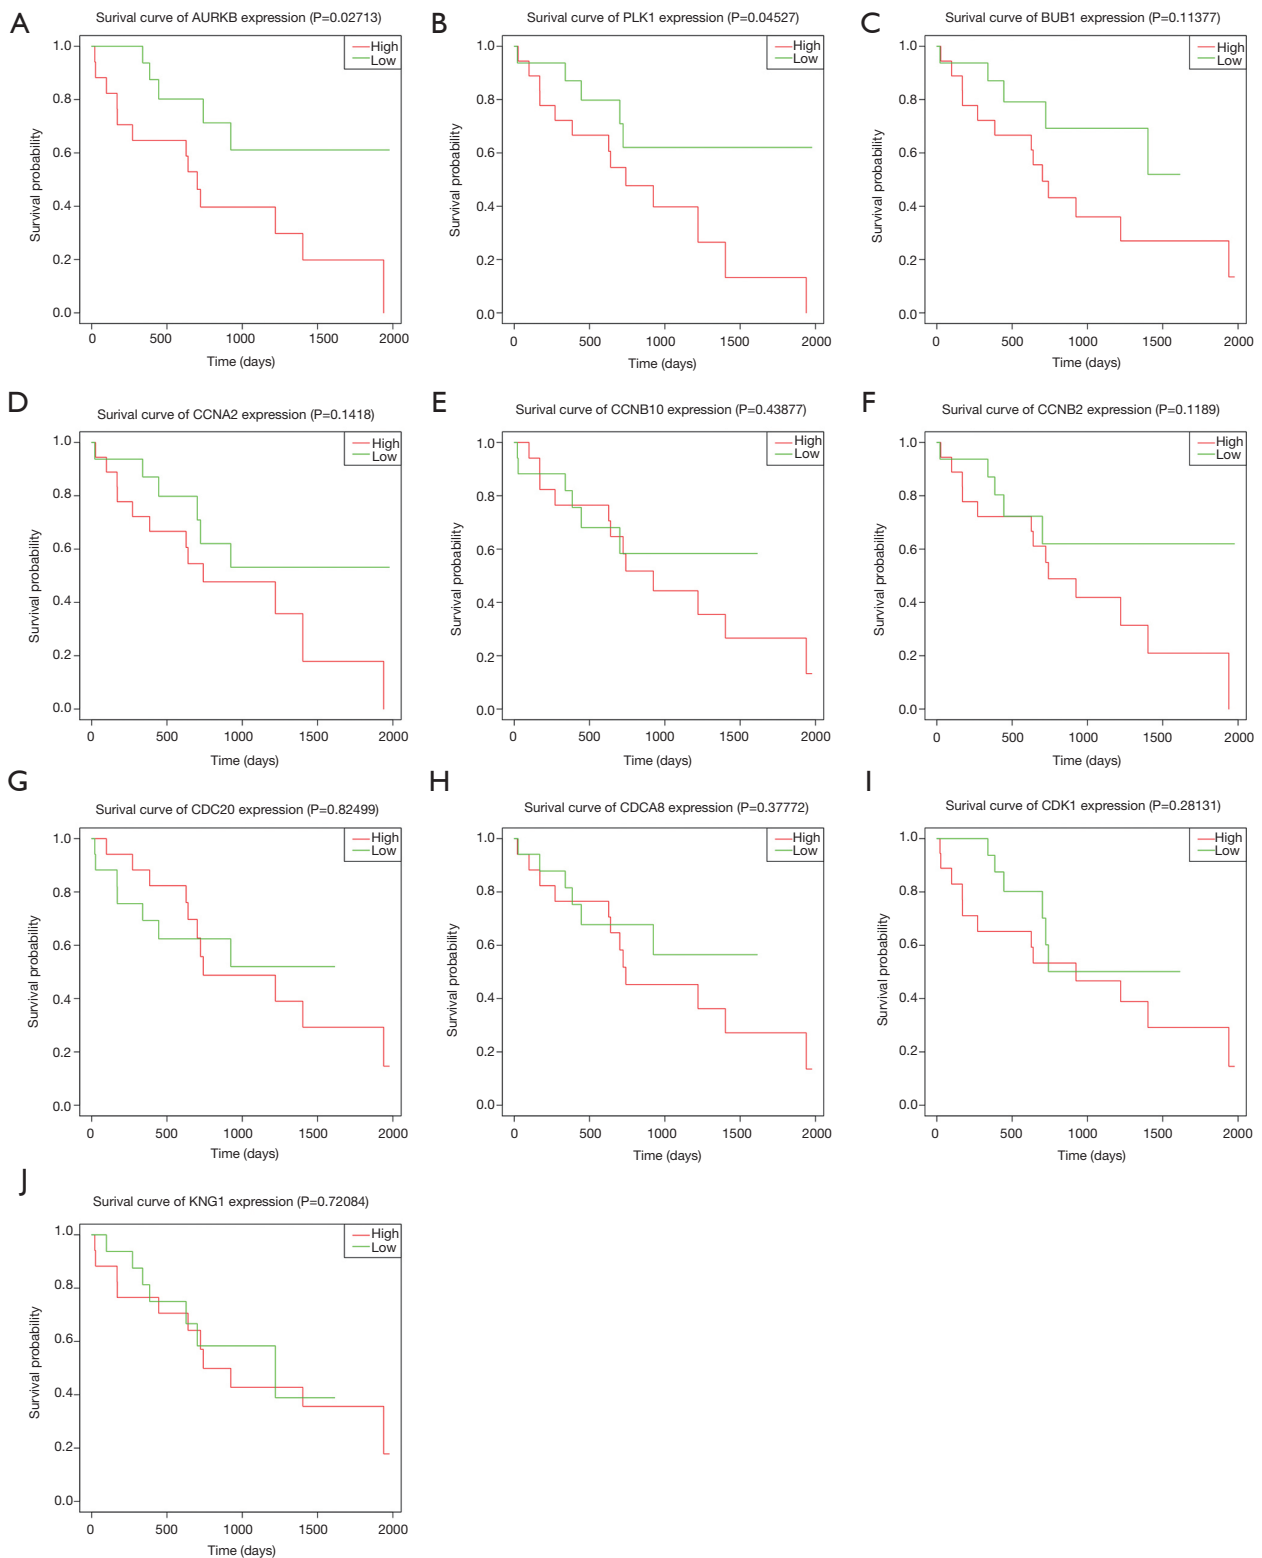 A
Surival curve of AURKB expression (P=0.02713)
High
Low
1.0
0.8
0.6
0.4
0.2
0.0
Survival probability
0 500 1000 1500 2000
Time (days)
B
Surival curve of PLK1 expression (P=0.04527)
High
Low
1.0
0.8
0.6
0.4
0.2
0.0
Survival probability
0 500 1000 1500 2000
Time (days)
C
Surival curve of BUB1 expression (P=0.11377)
High
Low
1.0
0.8
0.6
0.4
0.2
0.0
Survival probability
0 500 1000 1500 2000
Time (days)
D
Surival curve of CCNA2 expression (P=0.1418)
High
Low
1.0
0.8
0.6
0.4
0.2
0.0
Survival probability
0 500 1000 1500 2000
Time (days)
E
Surival curve of CCNB10 expression (P=0.43877)
High
Low
1.0
0.8
0.6
0.4
0.2
0.0
Survival probability
0 500 1000 1500 2000
Time (days)
F
Surival curve of CCNB2 expression (P=0.1189)
High
Low
1.0
0.8
0.6
0.4
0.2
0.0
Survival probability
0 500 1000 1500 2000
Time (days)
G
Surival curve of CDC20 expression (P=0.82499)
High
Low
1.0
0.8
0.6
0.4
0.2
0.0
Survival probability
0 500 1000 1500 2000
Time (days)
H
Surival curve of CDCA8 expression (P=0.37772)
High
Low
1.0
0.8
0.6
0.4
0.2
0.0
Survival probability
0 500 1000 1500 2000
Time (days)
I
Surival curve of CDK1 expression (P=0.28131)
High
Low
1.0
0.8
0.6
0.4
0.2
0.0
Survival probability
0 500 1000 1500 2000
Time (days)
J
Surival curve of KNG1 expression (P=0.72084)
High
Low
1.0
0.8
0.6
0.4
0.2
0.0
Survival probability
0 500 1000 1500 2000
Time (days)